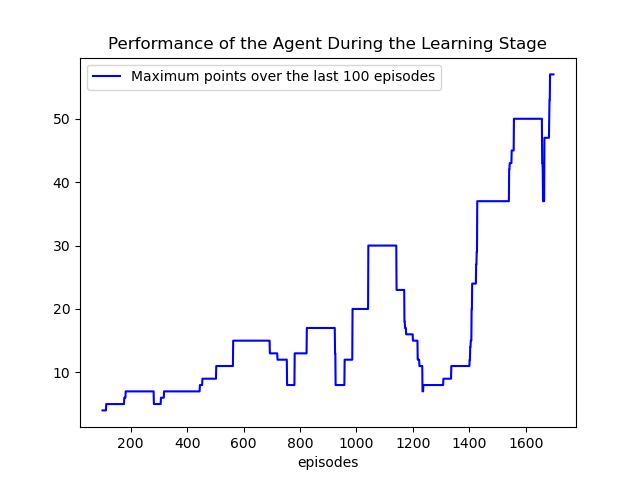 Performance of the Agent During the Learning Stage
Maximum points over the last 100 episodes
50
40
30
20
10
200 400 600 800 1000 1200 1400 1600
episodes